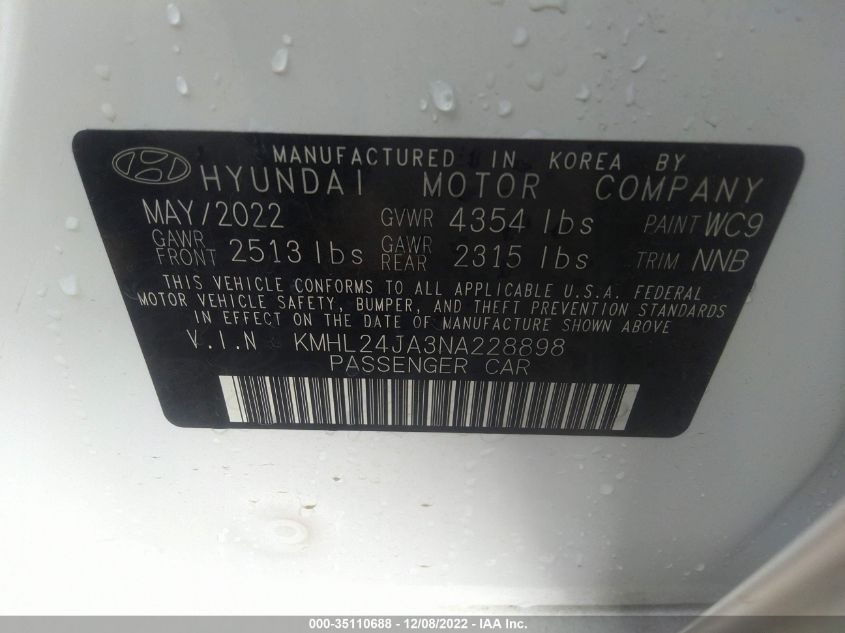 MANUFACTURED IN KOREA BY
HYUNDAI MOTOR COMPANY
MAY/2022 GVWR 4354 lbs PAINT WC9
GAWR FRONT 2513 lbs GAWR REAR 2315 lbs TRIM NNB
THIS VEHICLE CONFORMS TO ALL APPLICABLE U.S.A. FEDERAL
MOTOR VEHICLE SAFETY, BUMPER, AND THEFT PREVENTION STANDARDS
IN EFFECT ON THE DATE OF MANUFACTURE SHOWN ABOVE
V.I.N KMHL24JA3NA228898
PASSENGER CAR
000-35110688 - 12/08/2022 - IAA Inc.